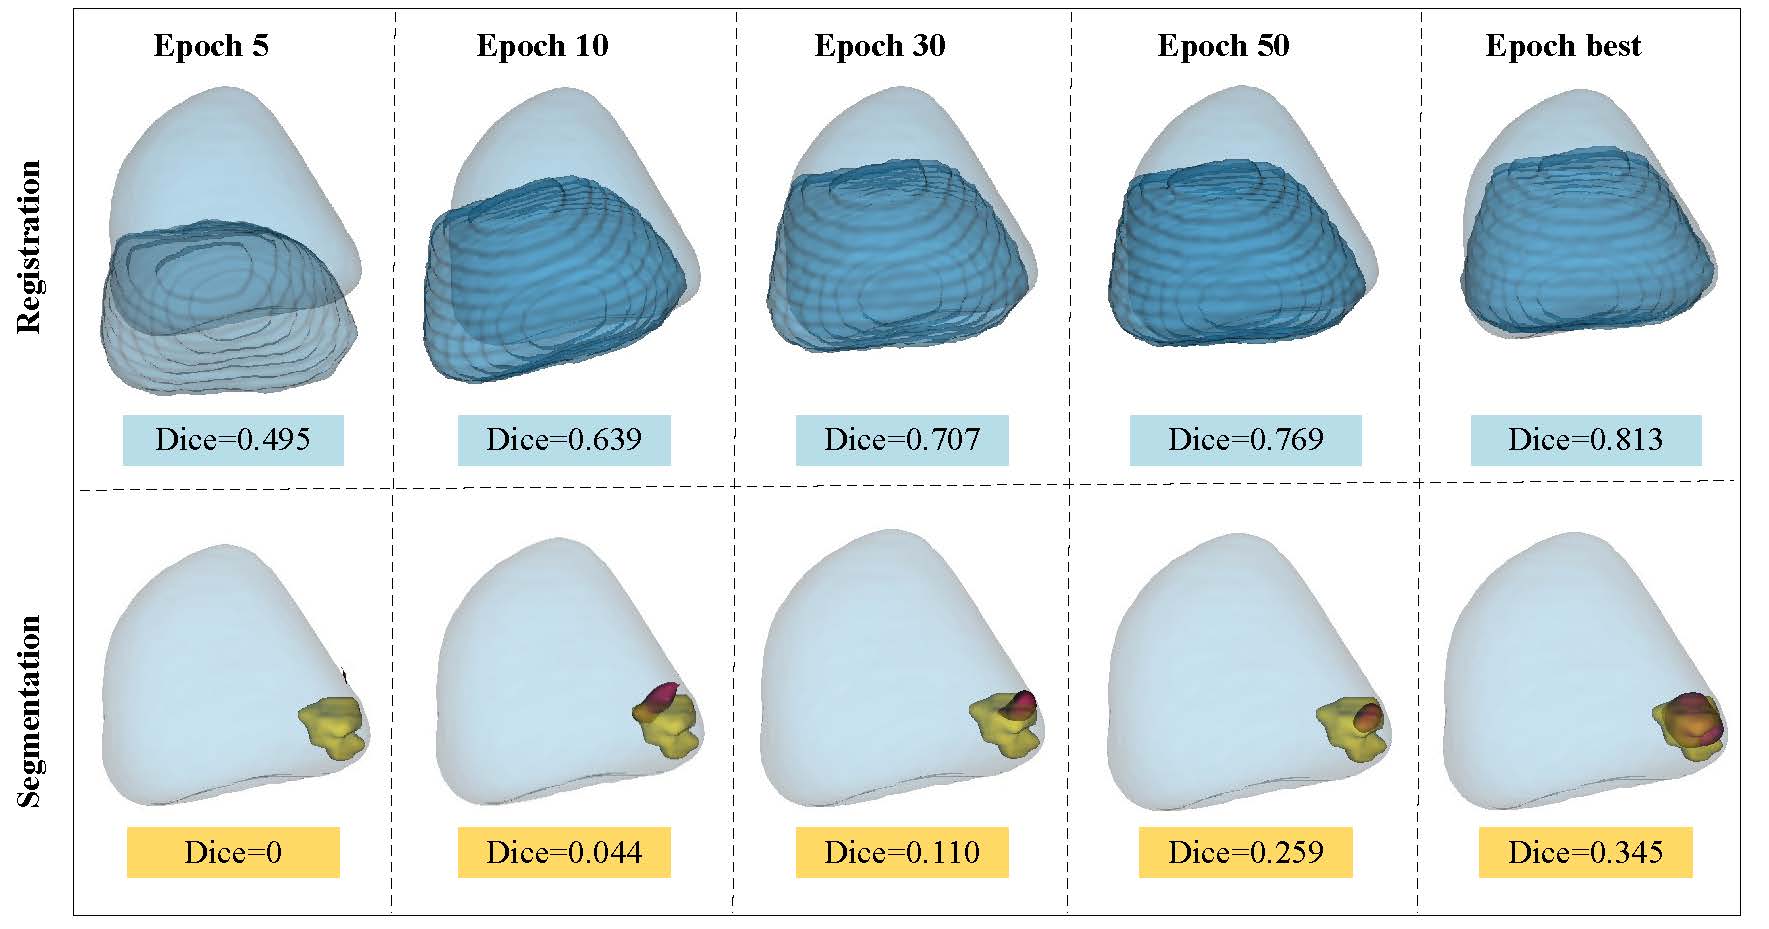 Epoch 5
Epoch 10
Epoch 30
Epoch 50
Epoch best
Registration
Dice=0.495
Dice=0.639
Dice=0.707
Dice=0.769
Dice=0.813
Segmentation
Dice=0
Dice=0.044
Dice=0.110
Dice=0.259
Dice=0.345